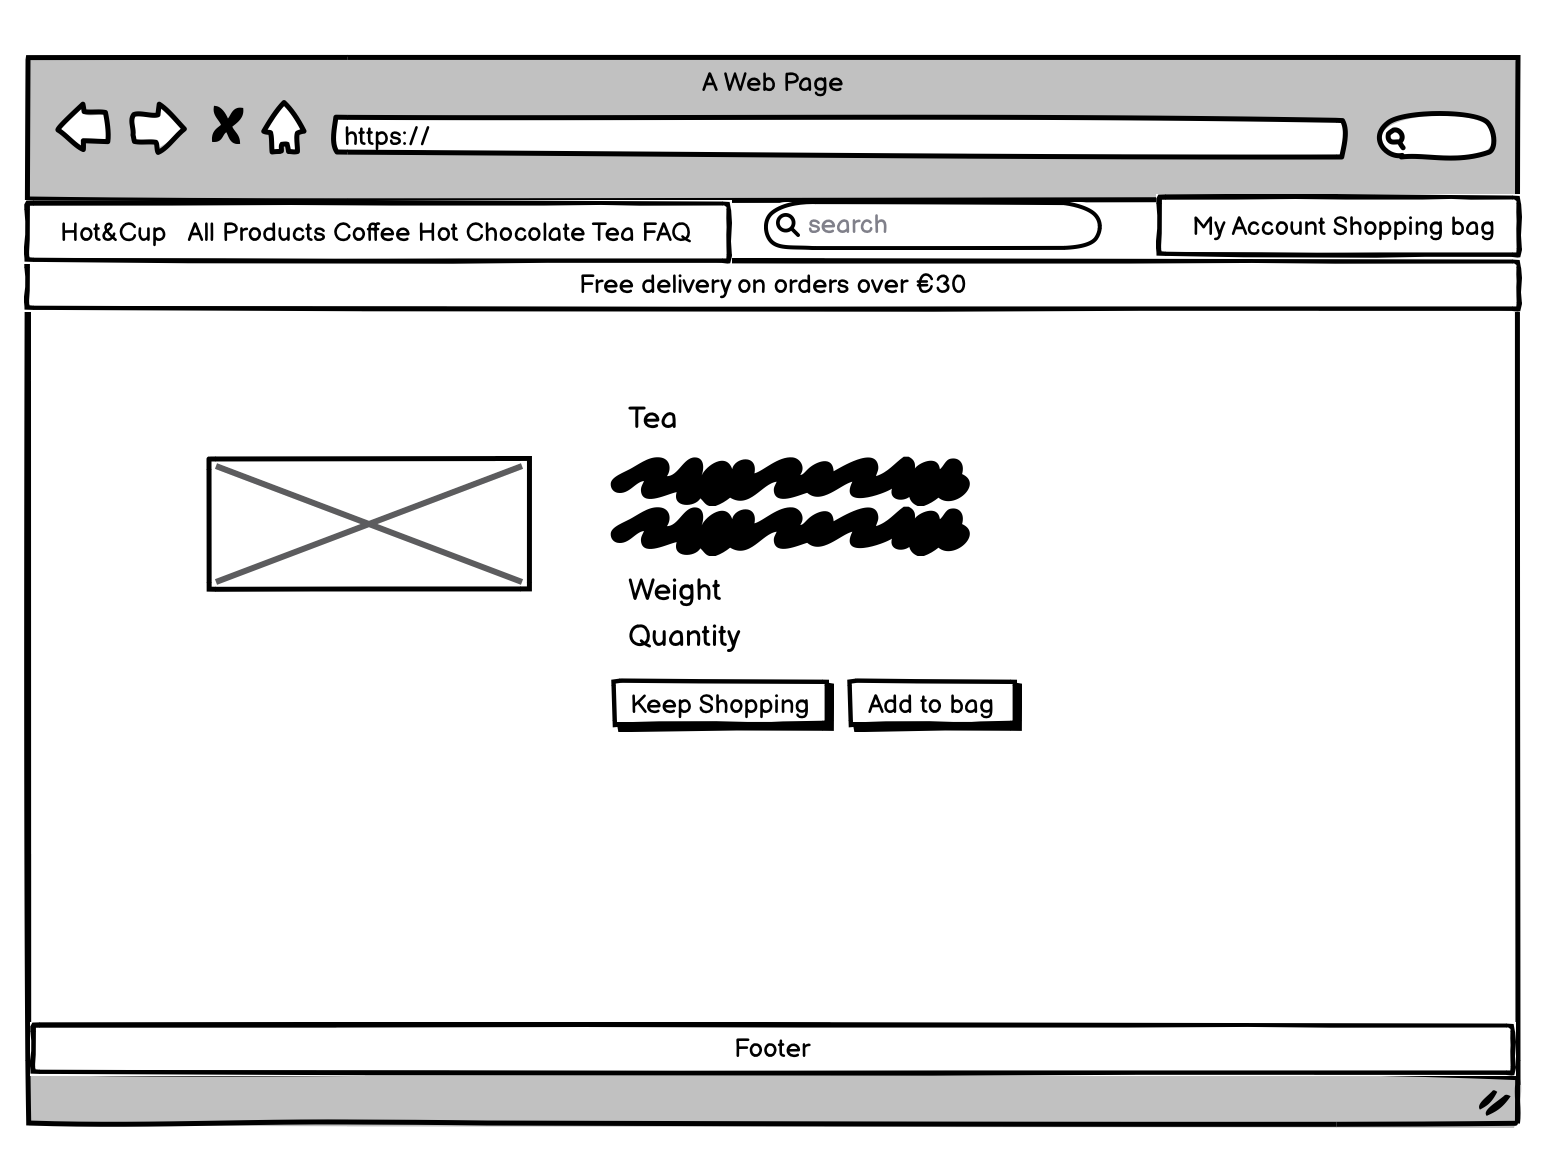 A Web Page
https://
Hot&Cup All Products Coffee Hot Chocolate Tea FAQ
search
My Account Shopping bag
Free delivery on orders over €30
Tea
Weight
Quantity
Keep Shopping
Add to bag
Footer